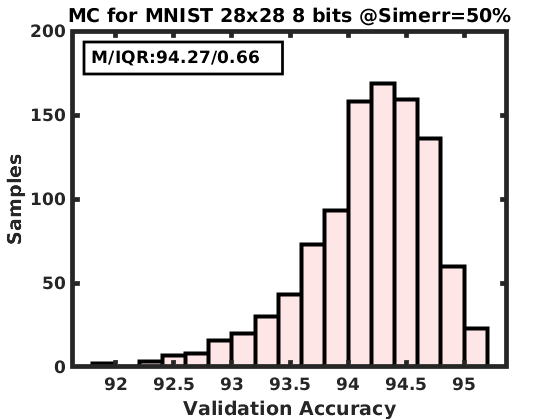 MC for MNIST 28x28 8 bits @Simerr=50%
M/IQR:94.27/0.66
200
150
100
50
0
Samples
92 92.5 93 93.5 94 94.5 95
Validation Accuracy